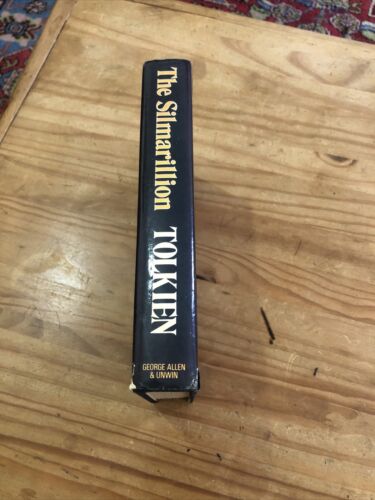 The Silmarillion TOLKIEN
GEORGE ALLEN
& UNWIN